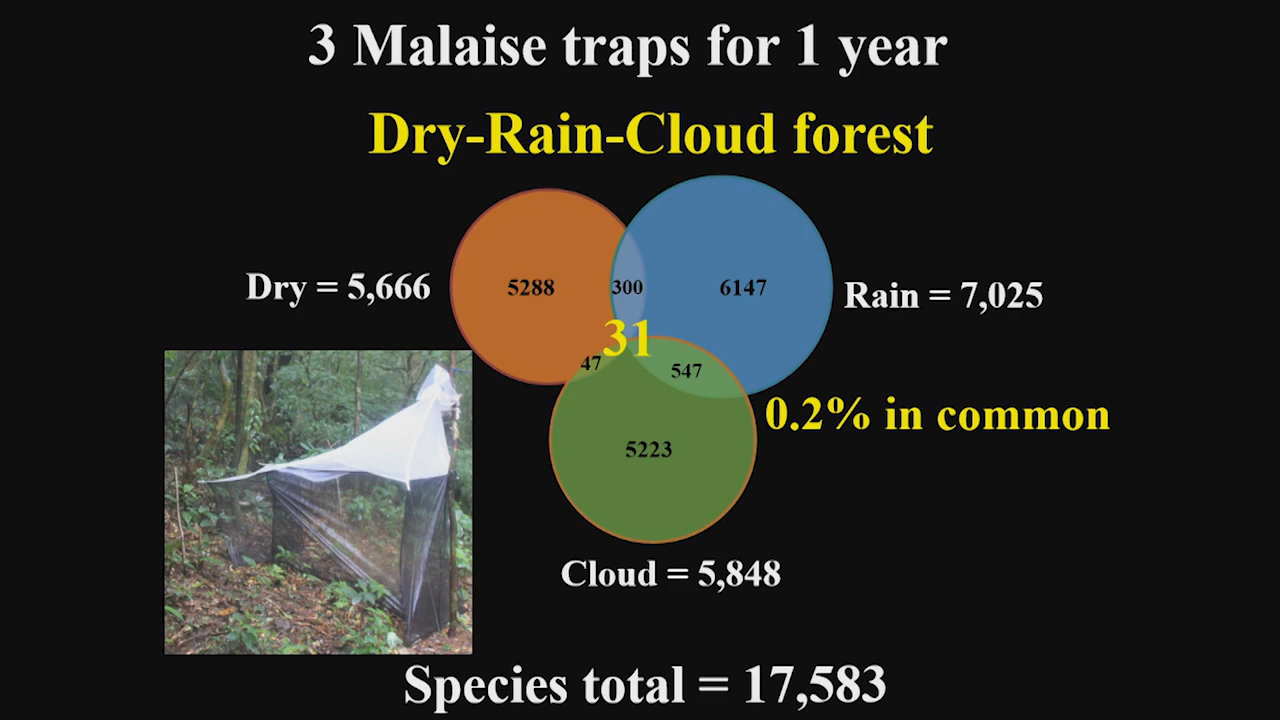 3 Malaise traps for 1 year
Dry-Rain-Cloud forest
Dry = 5,666
5288
300
6147
Rain = 7,025
31
47
547
0.2% in common
5223
Cloud = 5,848
Species total = 17,583